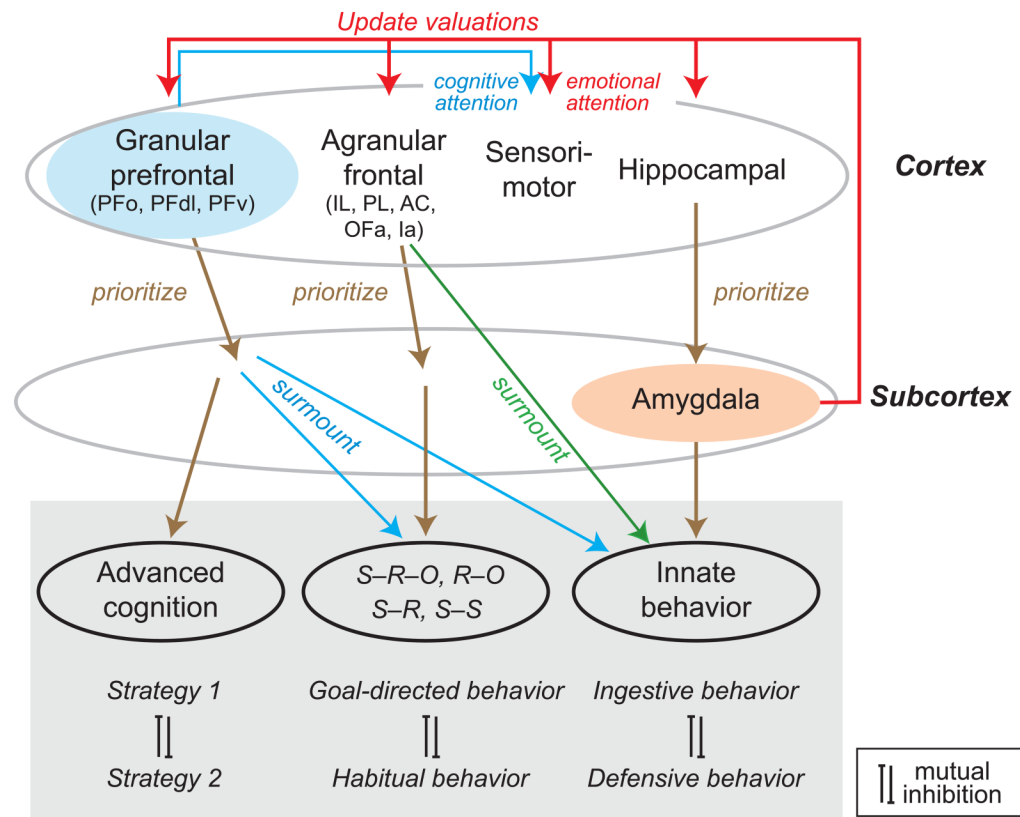 Update valuations
cognitive
attention
emotional
attention
Granular
prefrontal
(PFo, PFdl, PFv)
Agranular
frontal
(IL, PL, AC,
OFa, Ia)
Sensori-
motor
Hippocampal
Cortex
prioritize
prioritize
prioritize
surmount
surmount
Amygdala
Subcortex
Advanced
cognition
S–R–O, R–O
S–R, S–S
Innate
behavior
Strategy 1
Goal-directed behavior
Ingestive behavior
Strategy 2
Habitual behavior
Defensive behavior
mutual
inhibition